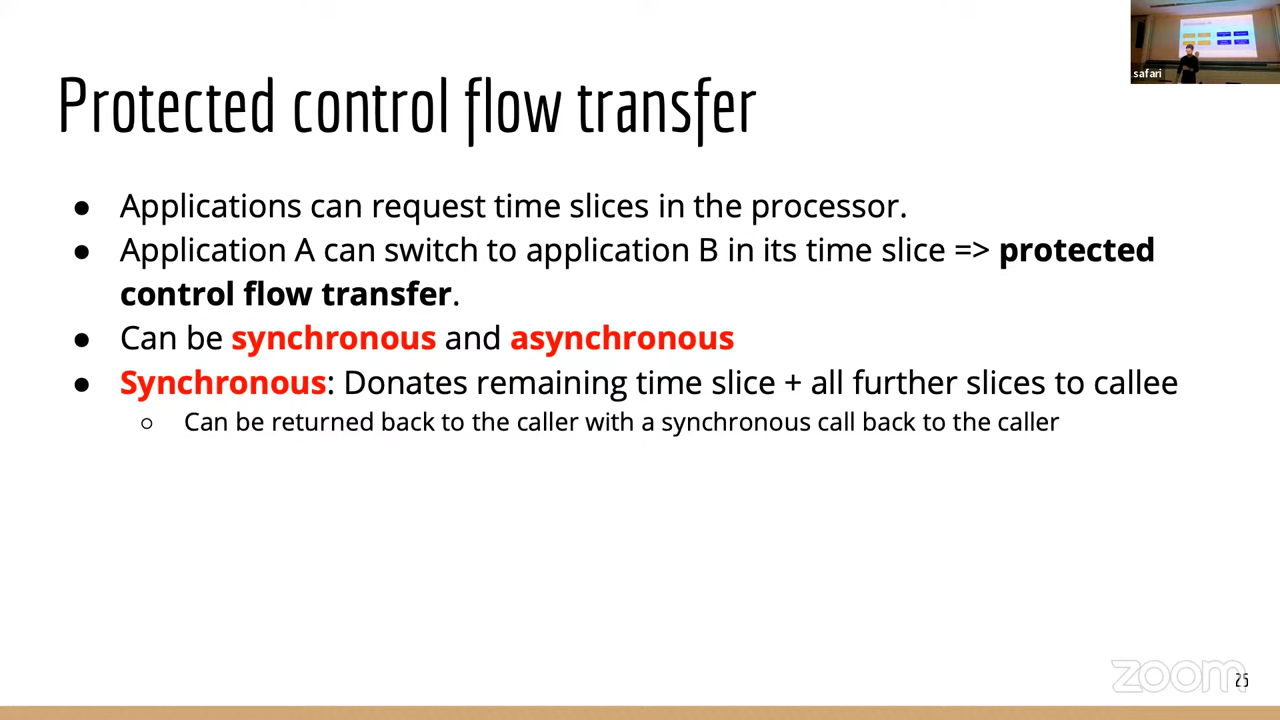 safari
Protected control flow transfer
● Applications can request time slices in the processor.
● Application A can switch to application B in its time slice => protected
control flow transfer.
● Can be synchronous and asynchronous
● Synchronous: Donates remaining time slice + all further slices to callee
○ Can be returned back to the caller with a synchronous call back to the caller
zoom
25